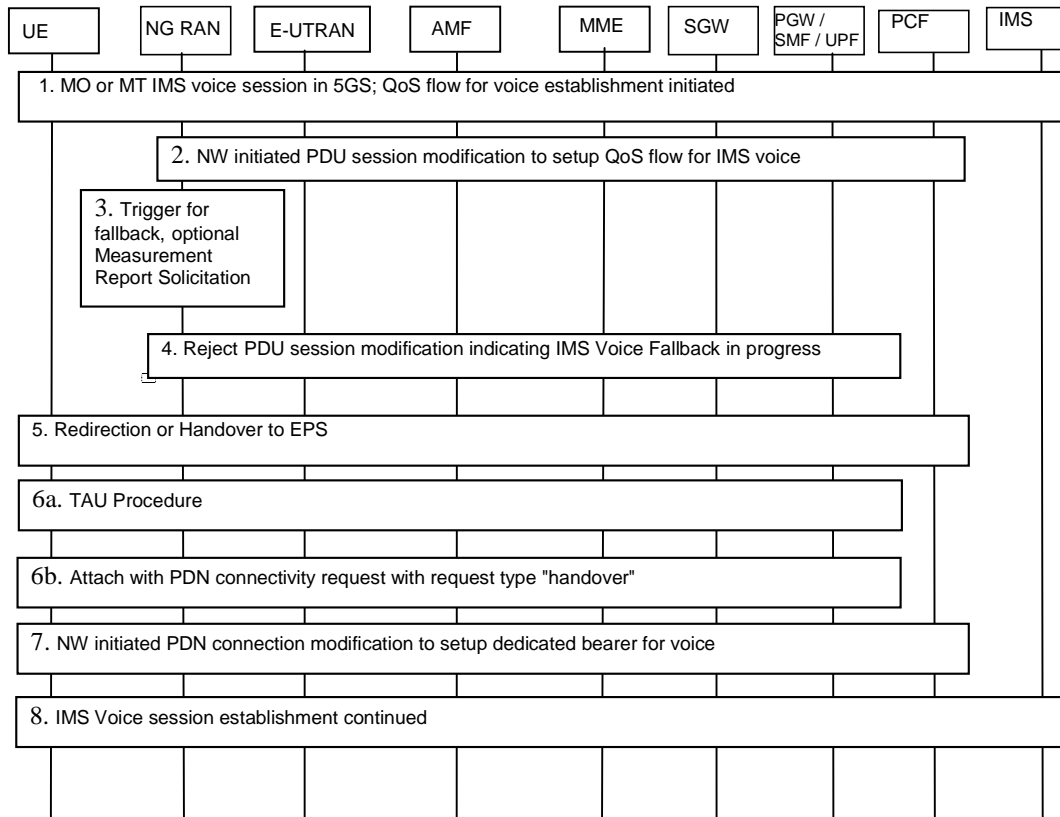 UE
NG RAN
E-UTRAN
AMF
MME
SGW
PGW /
SMF / UPF
PCF
IMS
1. MO or MT IMS voice session in 5GS; QoS flow for voice establishment initiated
2. NW initiated PDU session modification to setup QoS flow for IMS voice
3. Trigger for
fallback, optional
Measurement
Report Solicitation
4. Reject PDU session modification indicating IMS Voice Fallback in progress
5. Redirection or Handover to EPS
6a. TAU Procedure
6b. Attach with PDN connectivity request with request type "handover"
7. NW initiated PDN connection modification to setup dedicated bearer for voice
8. IMS Voice session establishment continued